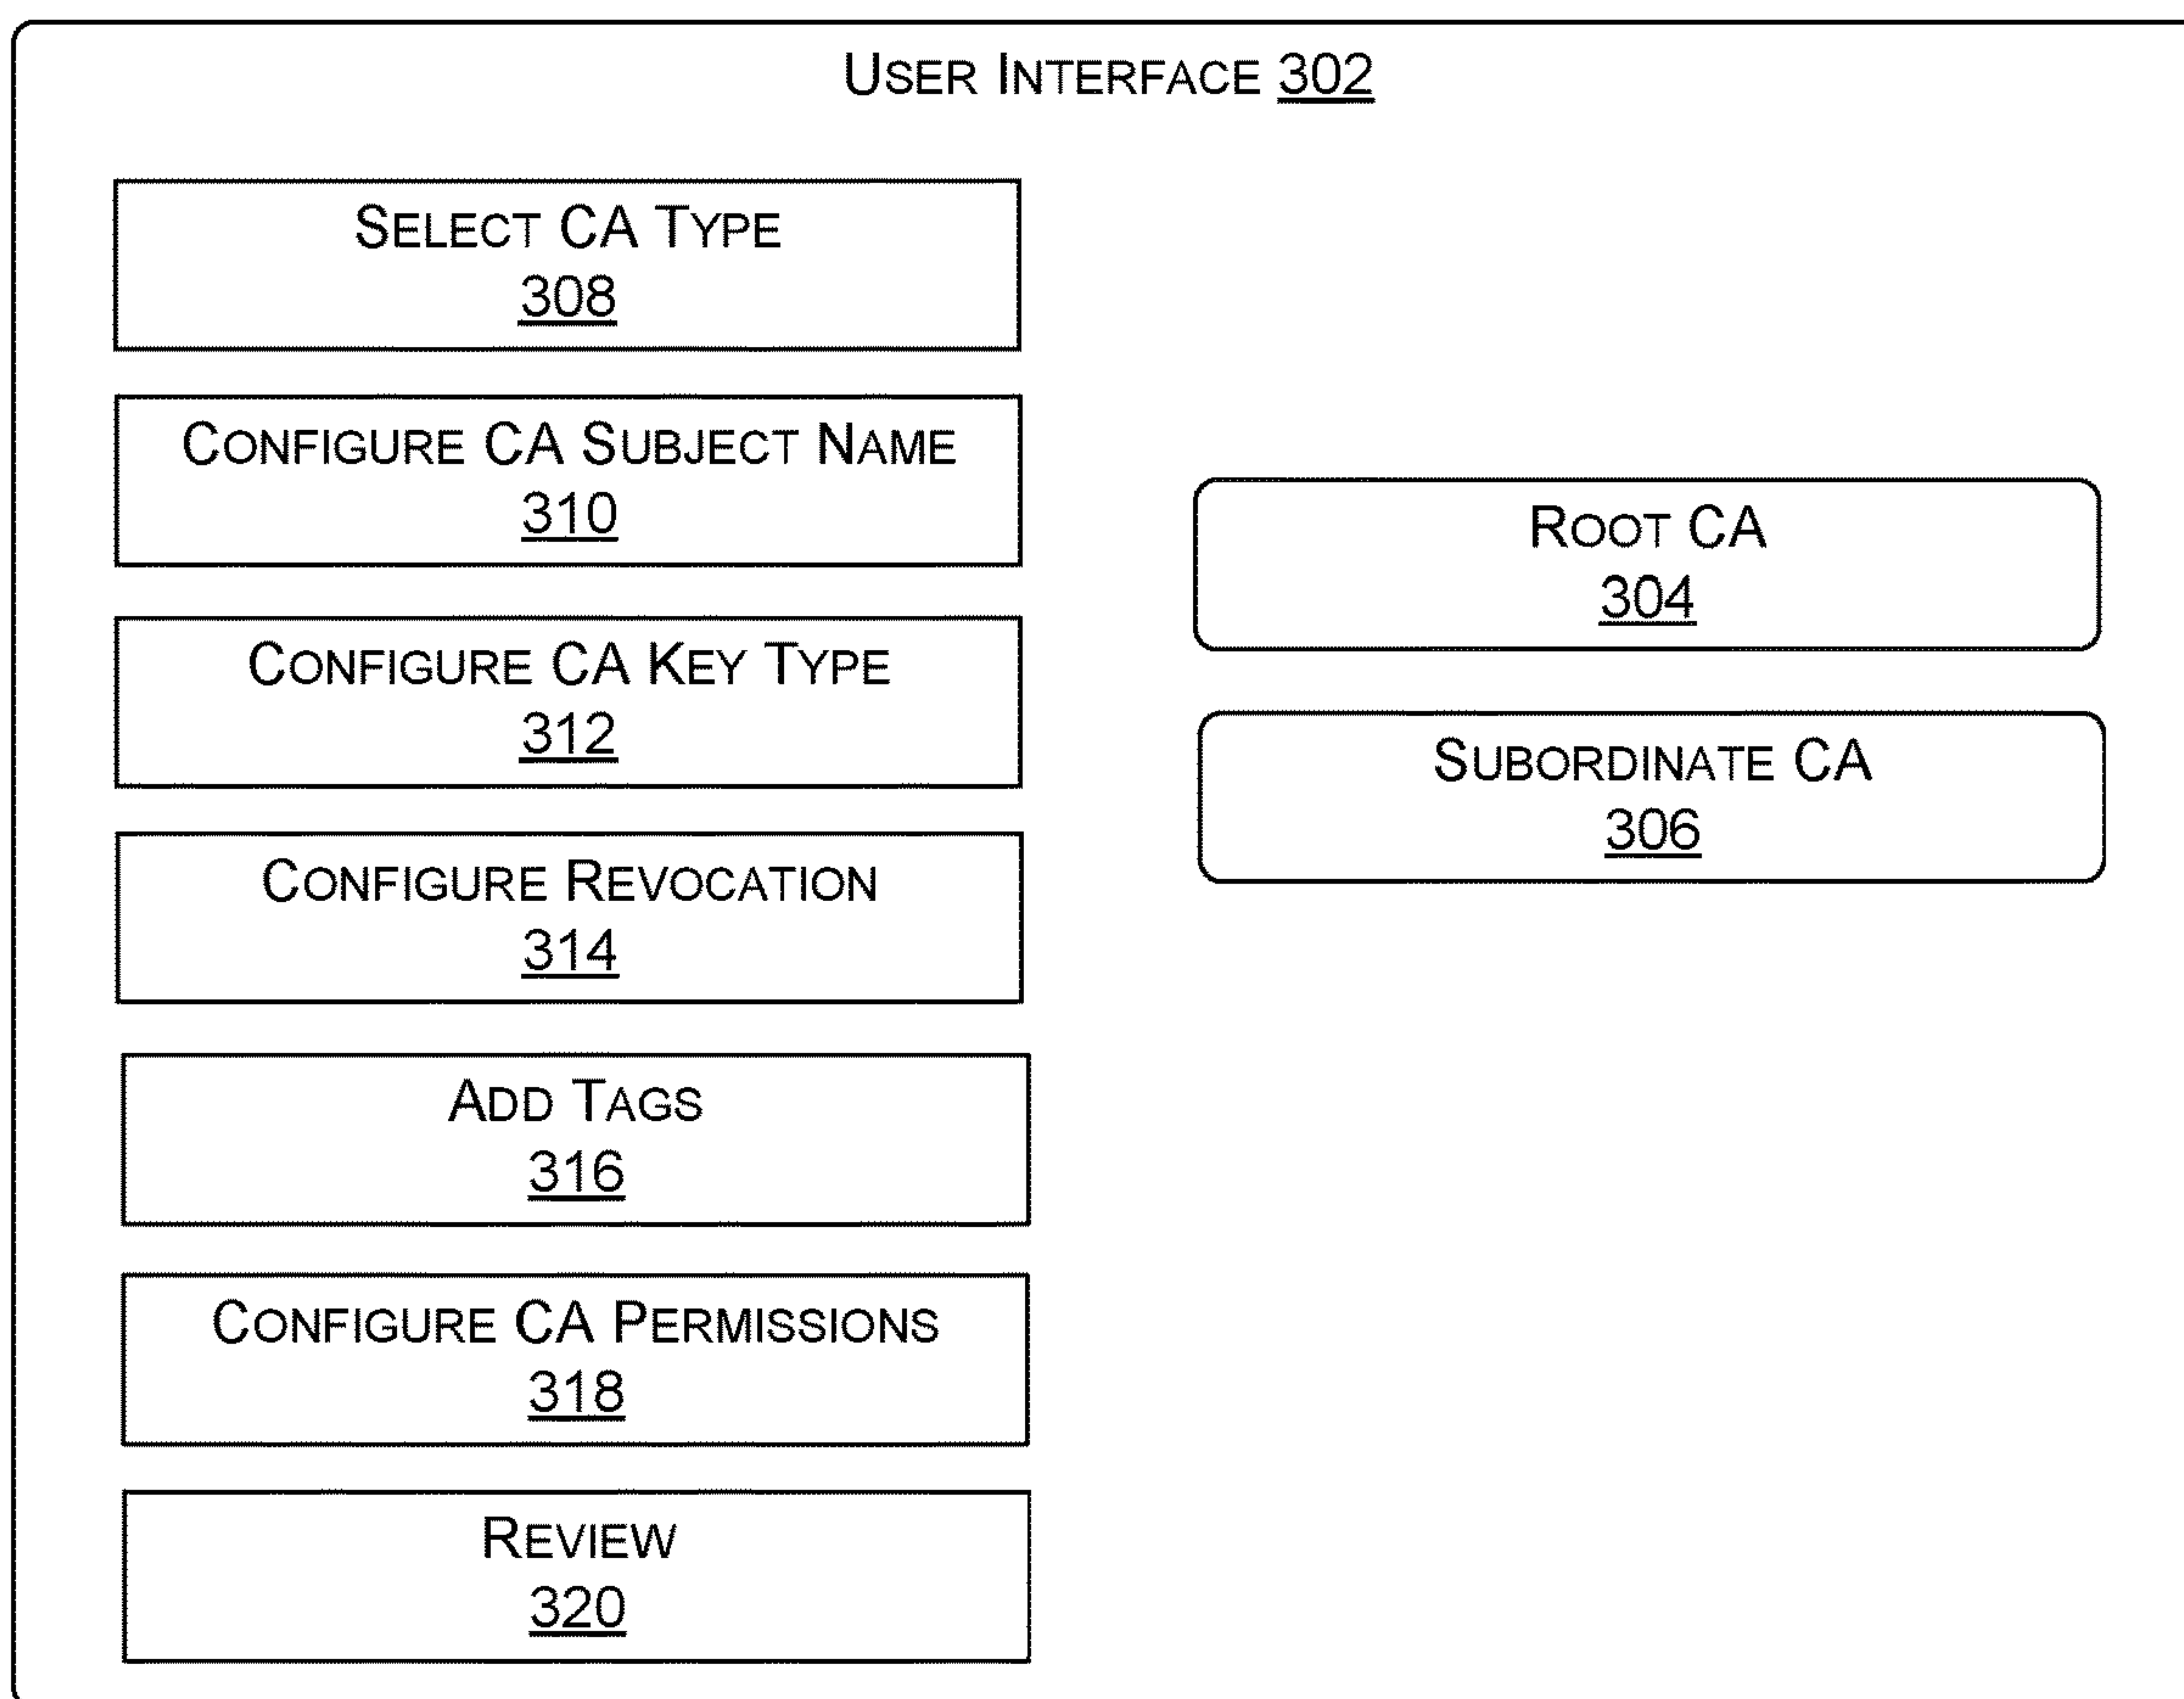 USER INTERFACE 302
SELECT CA TYPE
308
CONFIGURE CA SUBJECT NAME
310
CONFIGURE CA KEY TYPE
312
CONFIGURE REVOCATION
314
ADD TAGS
316
CONFIGURE CA PERMISSIONS
318
REVIEW
320
ROOT CA
304
SUBORDINATE CA
306